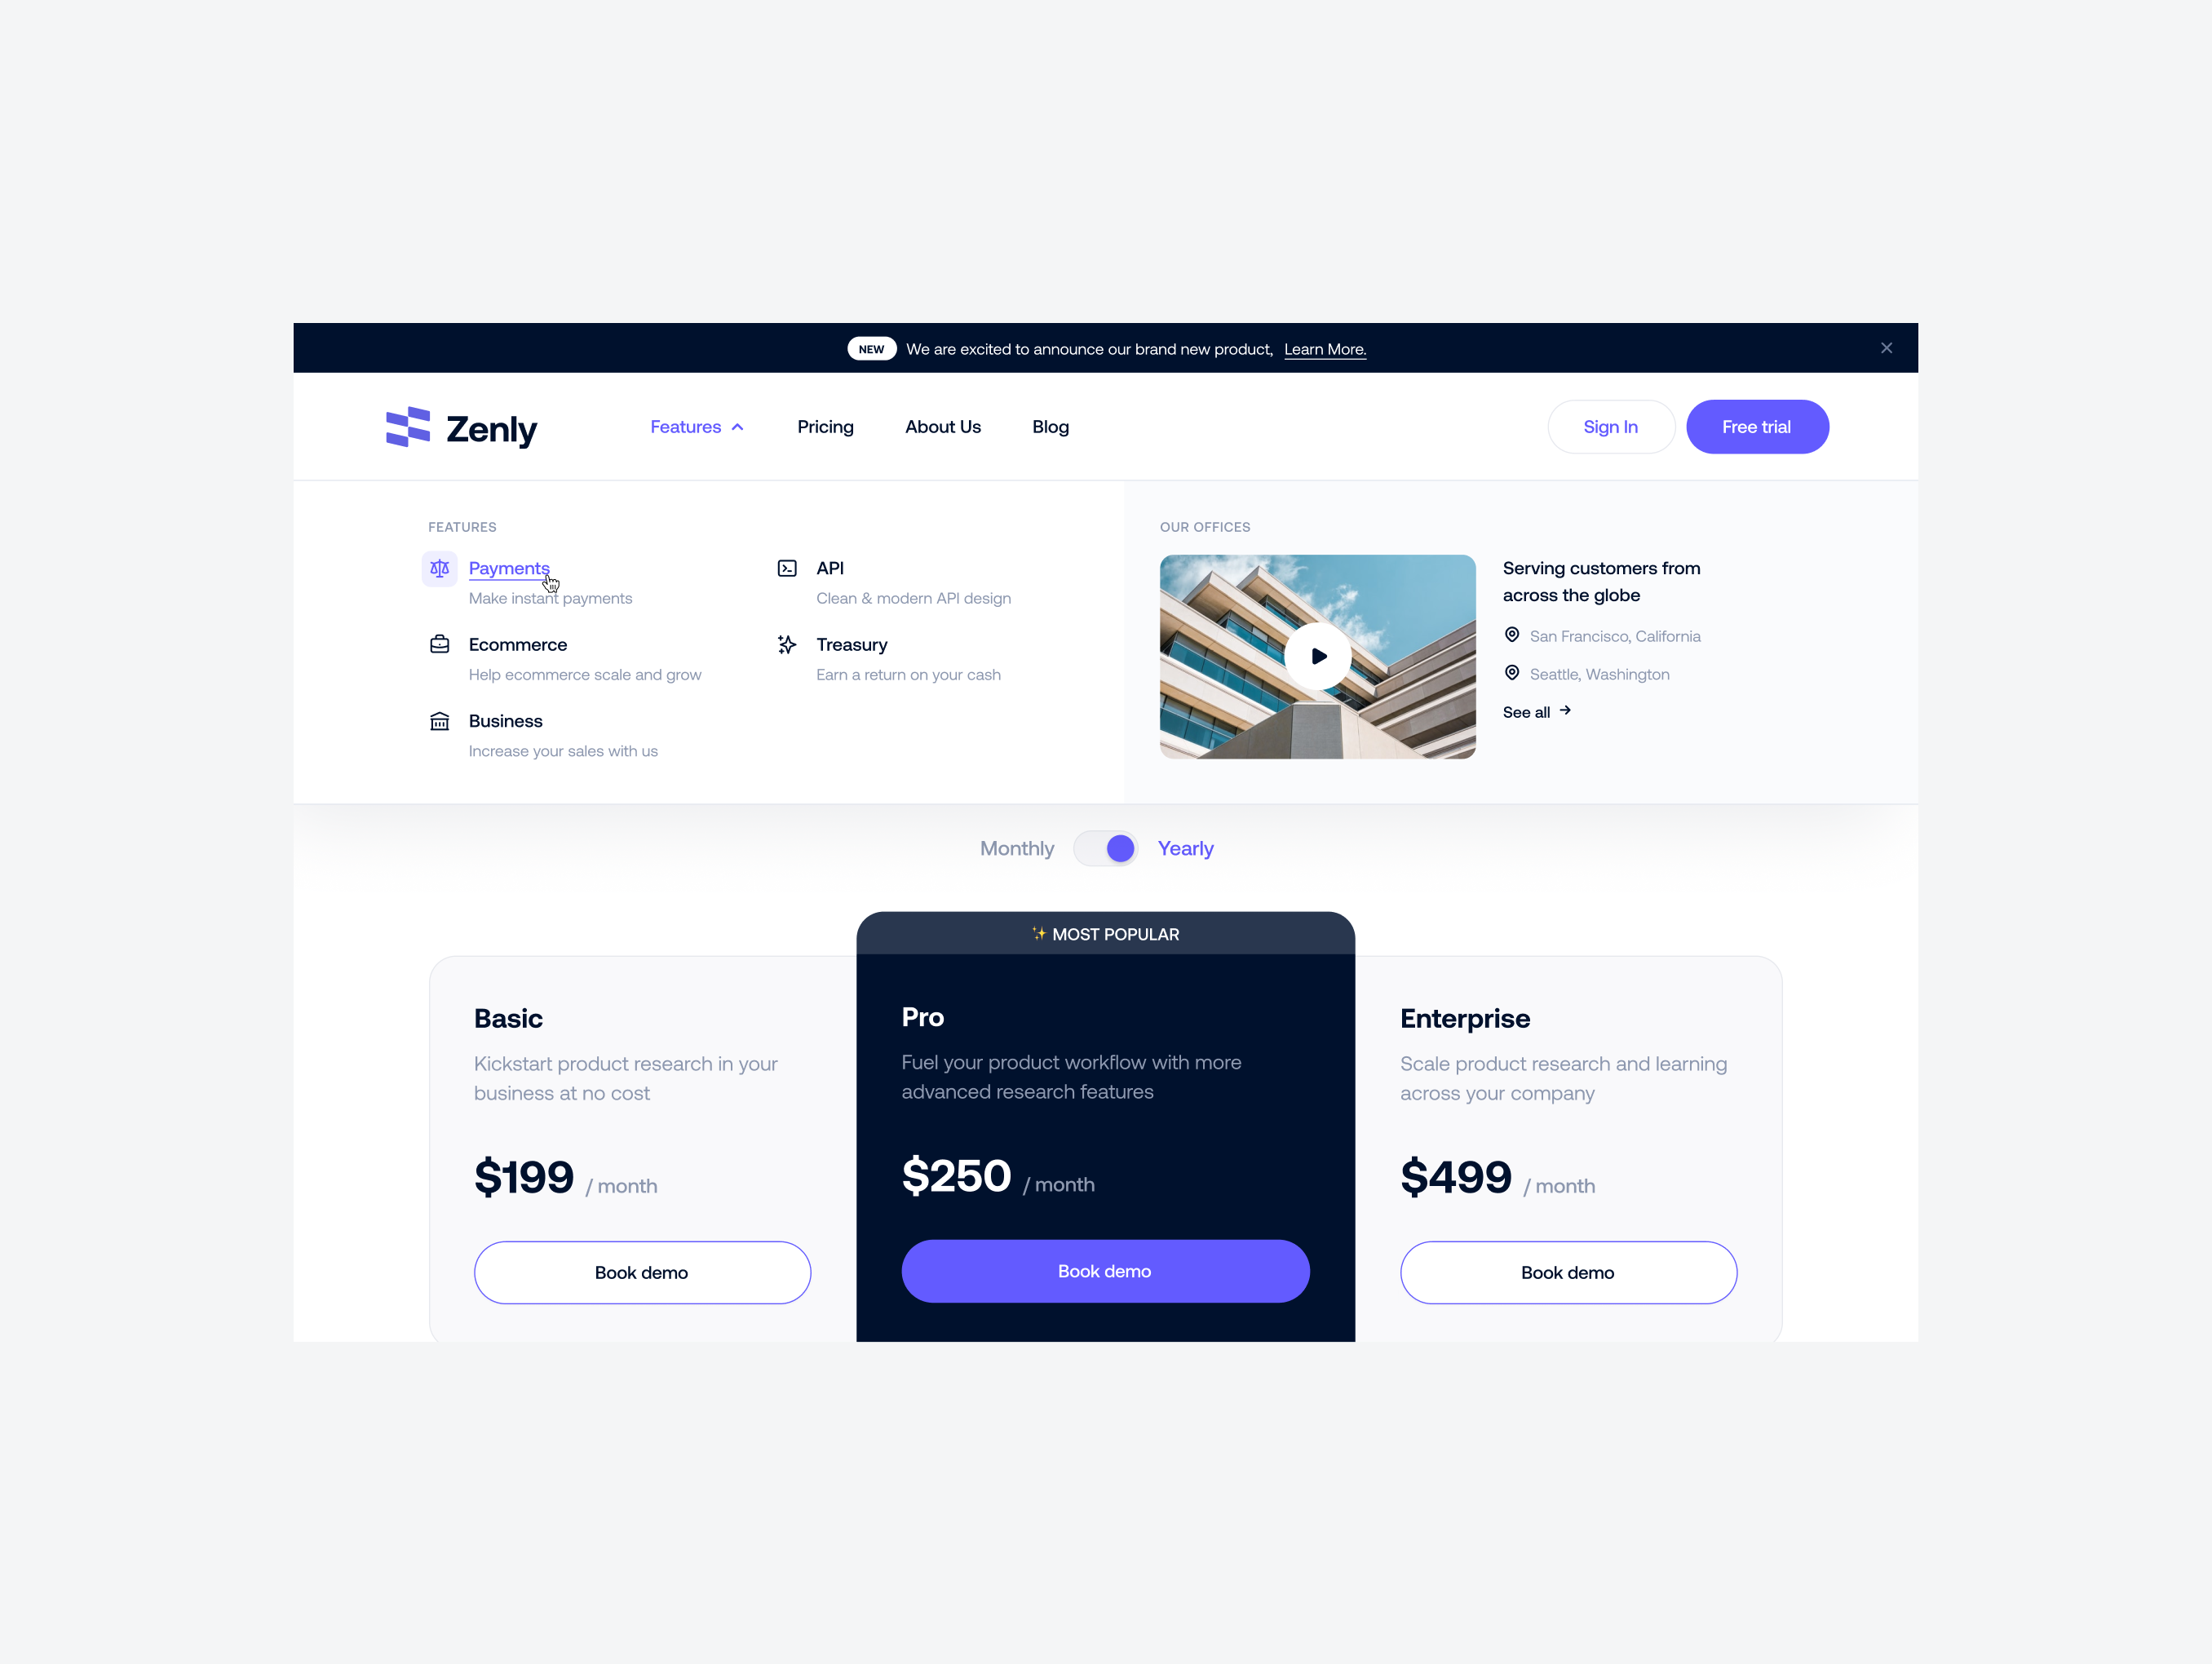 NEW We are excited to announce our brand new product, Learn More.
Zenly
Features Pricing About Us Blog
Sign In Free trial
FEATURES
Payments
Make instant payments
Ecommerce
Help ecommerce scale and grow
Business
Increase your sales with us
API
Clean & modern API design
Treasury
Earn a return on your cash
OUR OFFICES
Serving customers from
across the globe
San Francisco, California
Seattle, Washington
See all
Monthly Yearly
Basic
Kickstart product research in your
business at no cost
$199 / month
Book demo
MOST POPULAR
Pro
Fuel your product workflow with more
advanced research features
$250 / month
Book demo
Enterprise
Scale product research and learning
across your company
$499 / month
Book demo